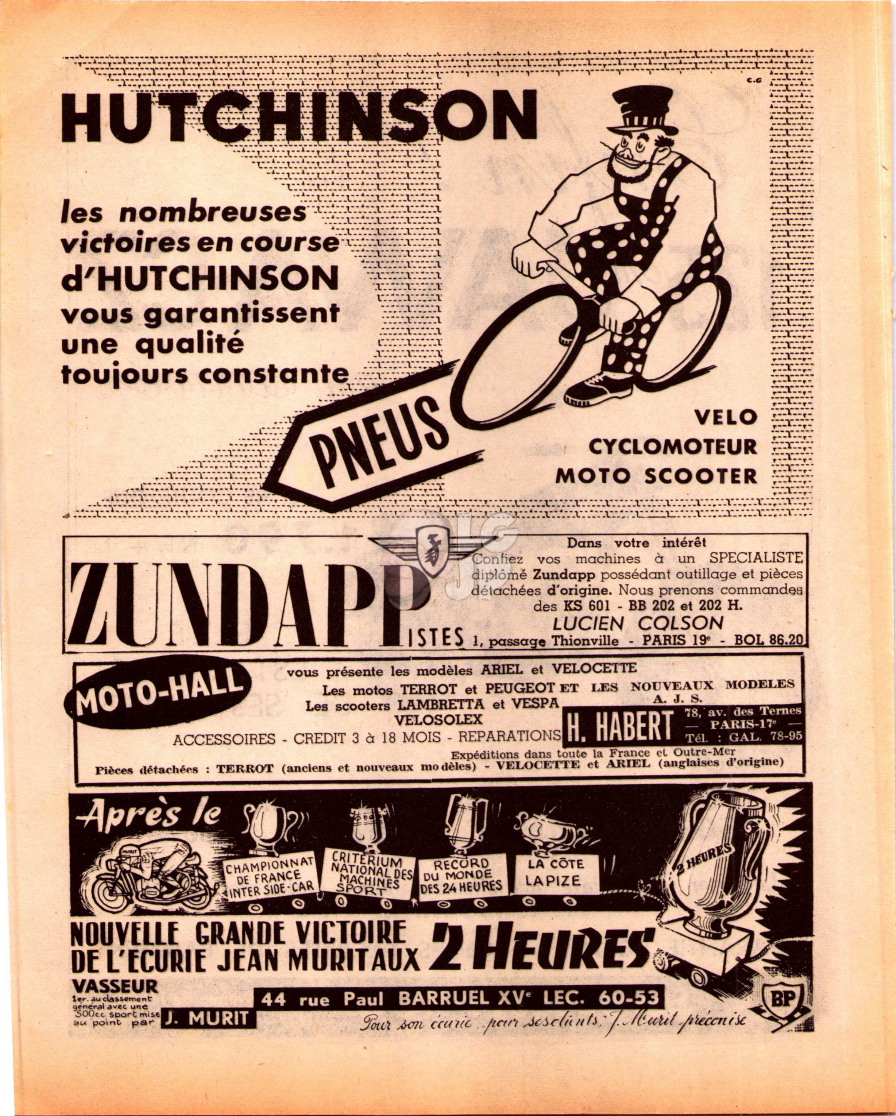 C.G
HUTCHINSON
les nombreuses
victoires en course
d'HUTCHINSON
vous garantissent
une qualité
toujours constante
PNEUS
VELO
CYCLOMOTEUR
MOTO SCOOTER
ZUNDAPPISTES
Dans votre intérêt
Confiez vos machines à un SPECIALISTE
diplômé Zundapp possédant outillage et pièces
détachées d'origine. Nous prenons commandes
des KS 601 - BB 202 et 202 H.
LUCIEN COLSON
1, passage Thionville - PARIS 19e - BOL 86.20
MOTO-HALL
vous présente les modèles ARIEL et VELOCETTE
Les motos TERROT et PEUGEOT ET LES NOUVEAUX MODELES
A. J. S.
Les scooters LAMBRETTA et VESPA
VELOSOLEX
ACCESSOIRES - CREDIT 3 à 18 MOIS - REPARATIONS
H. HABERT
78, av. des Ternes
— PARIS-17e —
Tél. : GAL. 78-95
Expéditions dans toute la France et Outre-Mer
Pièces détachées : TERROT (anciens et nouveaux modèles) - VELOCETTE et ARIEL (anglaises d'origine)
Après le
MURIT
CHAMPIONNAT
DE FRANCE
INTER SIDE-CAR
CRITERIUM
NATIONAL DES
MACHINES
SPORT
RECORD
DU MONDE
DES 24 HEURES
LA CÔTE
LAPIZE
2 HEURES
NOUVELLE GRANDE VICTOIRE
DE L'ECURIE JEAN MURIT AUX "2 HEURES"
VASSEUR
1er. au classement
général avec une
500cc sport mise
au point par
J. MURIT
44 rue Paul BARRUEL XVe LEC. 60-53
Pour son écurie pour ses clients, J. Murit préconise
BP